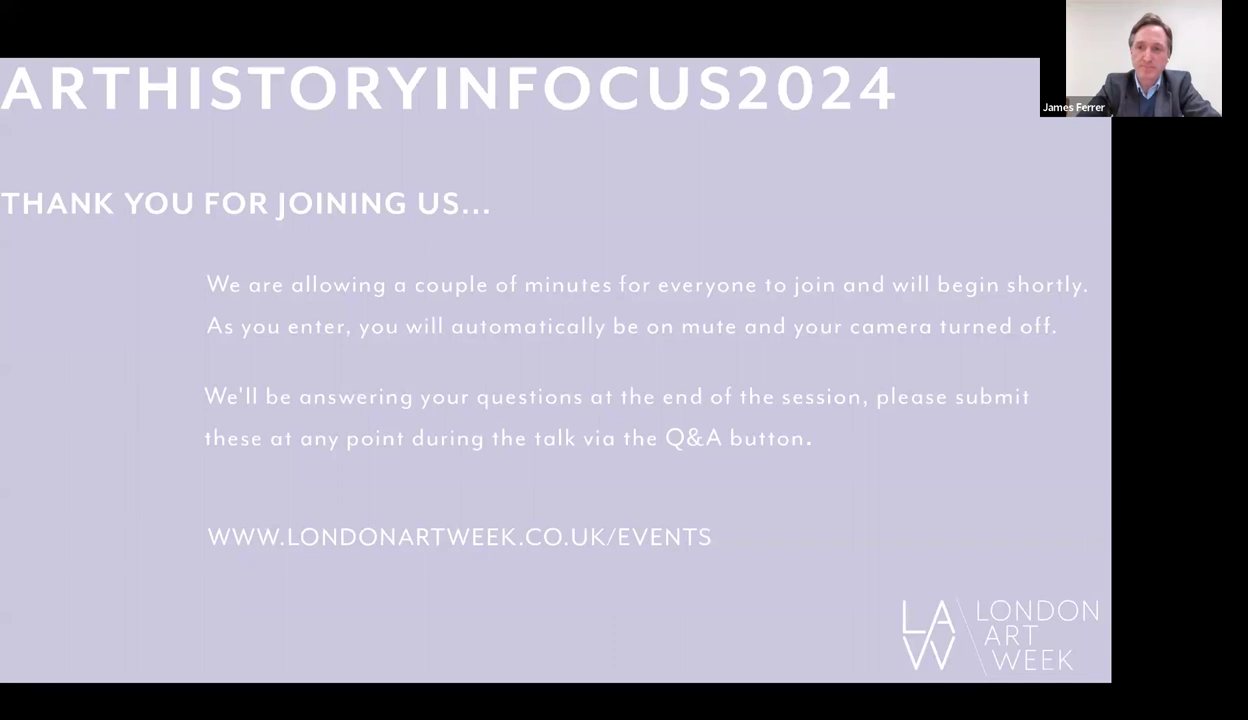 ARTHISTORYINFOCUS2024
James Ferrer
THANK YOU FOR JOINING US...
We are allowing a couple of minutes for everyone to join and will begin shortly.
As you enter, you will automatically be on mute and your camera turned off.
We'll be answering your questions at the end of the session, please submit
these at any point during the talk via the Q&A button.
WWW.LONDONARTWEEK.CO.UK/EVENTS
LAW
LONDON
ART
WEEK